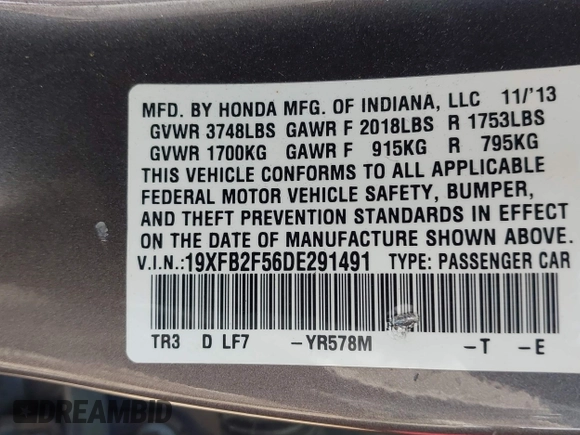 MFD. BY HONDA MFG. OF INDIANA, LLC 11/'13
GVWR 3748LBS GAWR F 2018LBS R 1753LBS
GVWR 1700KG GAWR F 915KG R 795KG
THIS VEHICLE CONFORMS TO ALL APPLICABLE
FEDERAL MOTOR VEHICLE SAFETY, BUMPER,
AND THEFT PREVENTION STANDARDS IN EFFECT
ON THE DATE OF MANUFACTURE SHOWN ABOVE.
V.I.N.:19XFB2F56DE291491 TYPE: PASSENGER CAR
TR3 D LF7 –YR578M –T –E
DREAMBID